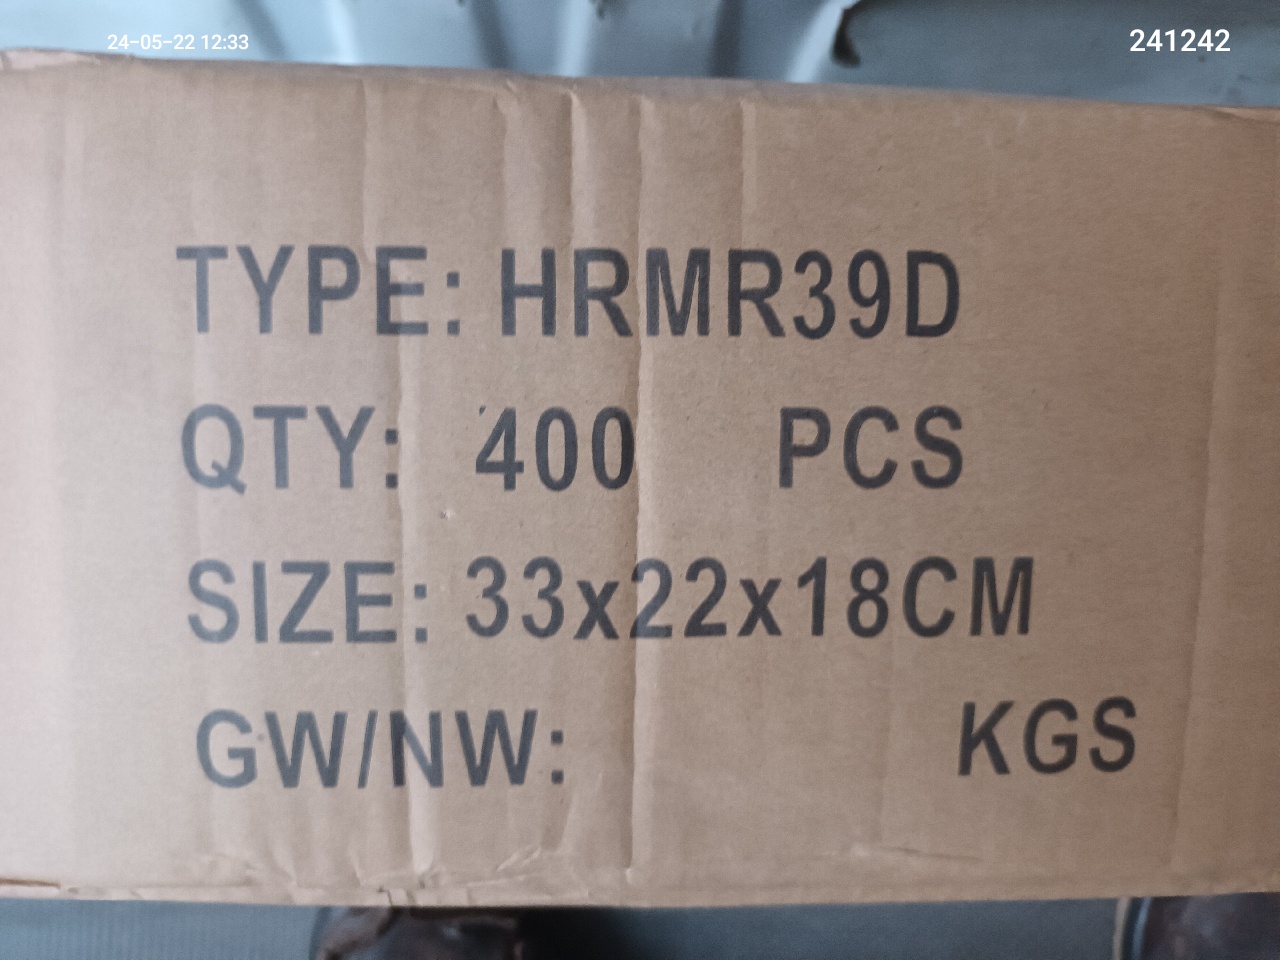 24-05-22 12:33
241242
TYPE: HRMR39D
QTY: 400 PCS
SIZE: 33x22x18CM
GW/NW: KGS